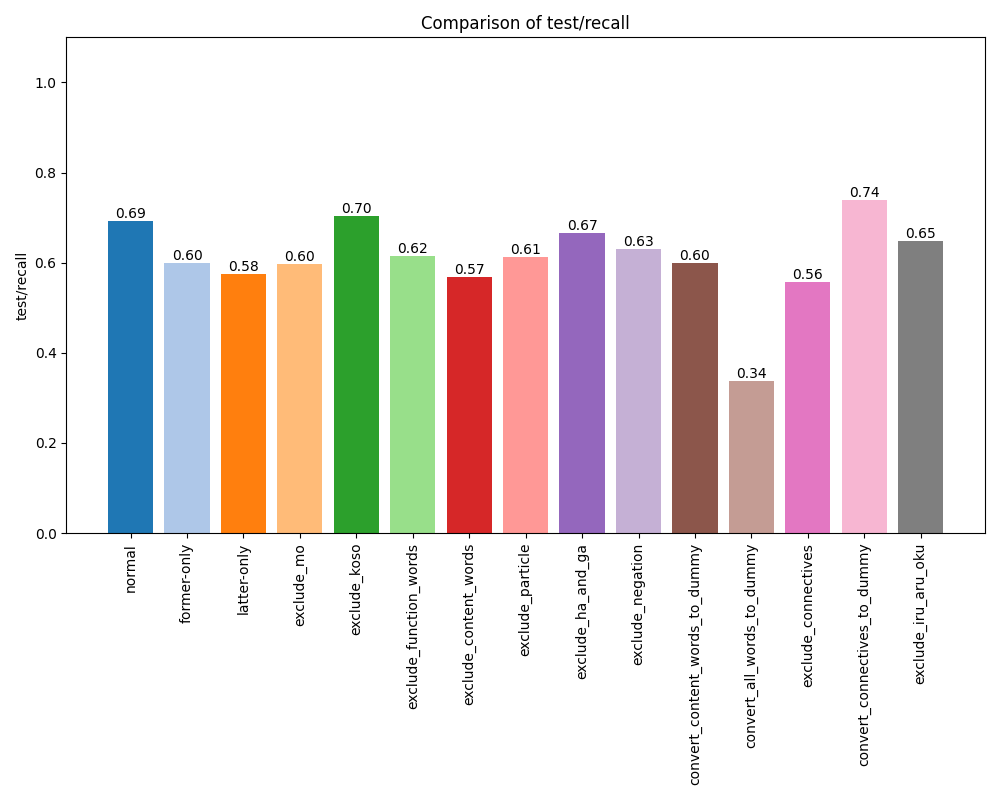 Comparison of test/recall
test/recall
1.0
0.8
0.6
0.4
0.2
0.0
0.69
0.60
0.58
0.60
0.70
0.62
0.57
0.61
0.67
0.63
0.60
0.34
0.56
0.74
0.65
normal
former-only
latter-only
exclude_mo
exclude_koso
exclude_function_words
exclude_content_words
exclude_particle
exclude_ha_and_ga
exclude_negation
convert_content_words_to_dummy
convert_all_words_to_dummy
exclude_connectives
convert_connectives_to_dummy
exclude_iru_aru_oku